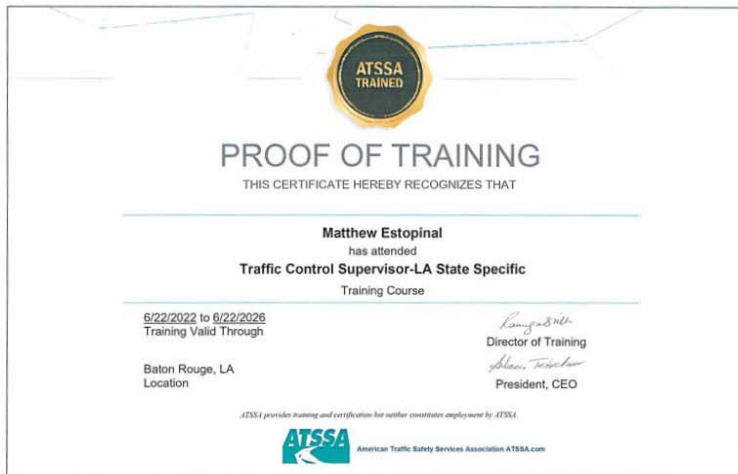 ATSSA
TRAINED
PROOF OF TRAINING
THIS CERTIFICATE HEREBY RECOGNIZES THAT
Matthew Estopinal
has attended
Traffic Control Supervisor-LA State Specific
Training Course
6/22/2022 to 6/22/2026
Training Valid Through
Director of Training
Baton Rouge, LA
Location
President, CEO
ATSSA provides training and certification but neither constitutes employment by ATSSA.
ATSSA
American Traffic Safety Services Association ATSSA.com